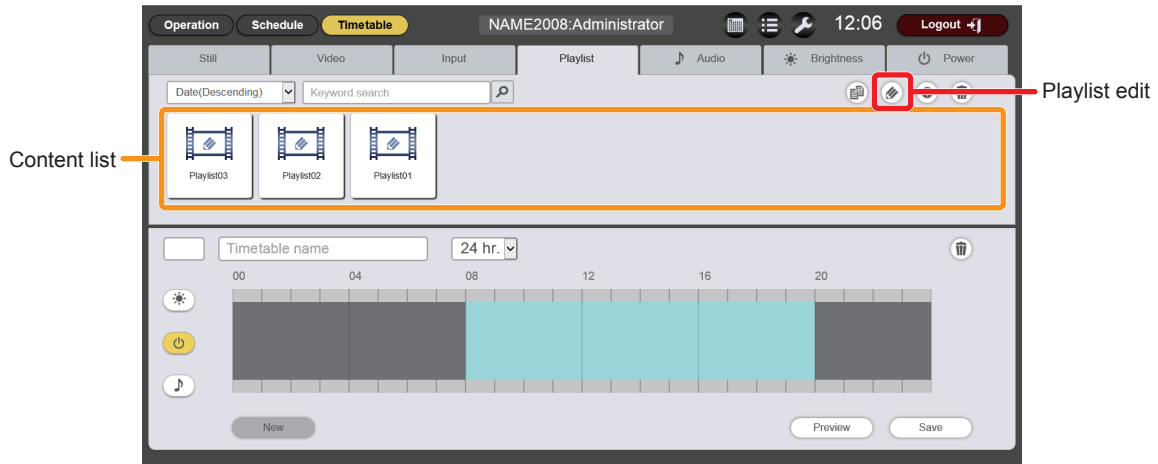 Operation Schedule Timetable NAME2008:Administrator 12:06 Logout
Still Video Input Playlist Audio Brightness Power
Date(Descending) Keyword search
Playlist edit
Content list
Playlist03 Playlist02 Playlist01
Timetable name 24 hr.
00 04 08 12 16 20
New Preview Save